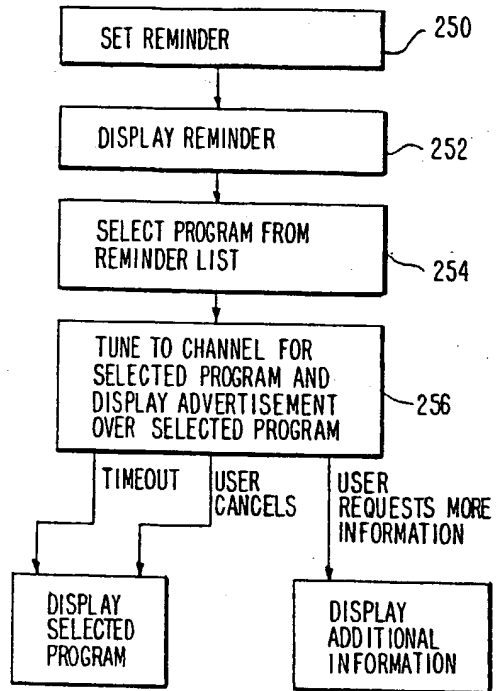 SET REMINDER
250
DISPLAY REMINDER
252
SELECT PROGRAM FROM
REMINDER LIST
254
TUNE TO CHANNEL FOR
SELECTED PROGRAM AND
DISPLAY ADVERTISEMENT
OVER SELECTED PROGRAM
256
TIMEOUT
USER
CANCELS
USER
REQUESTS MORE
INFORMATION
DISPLAY
SELECTED
PROGRAM
DISPLAY
ADDITIONAL
INFORMATION